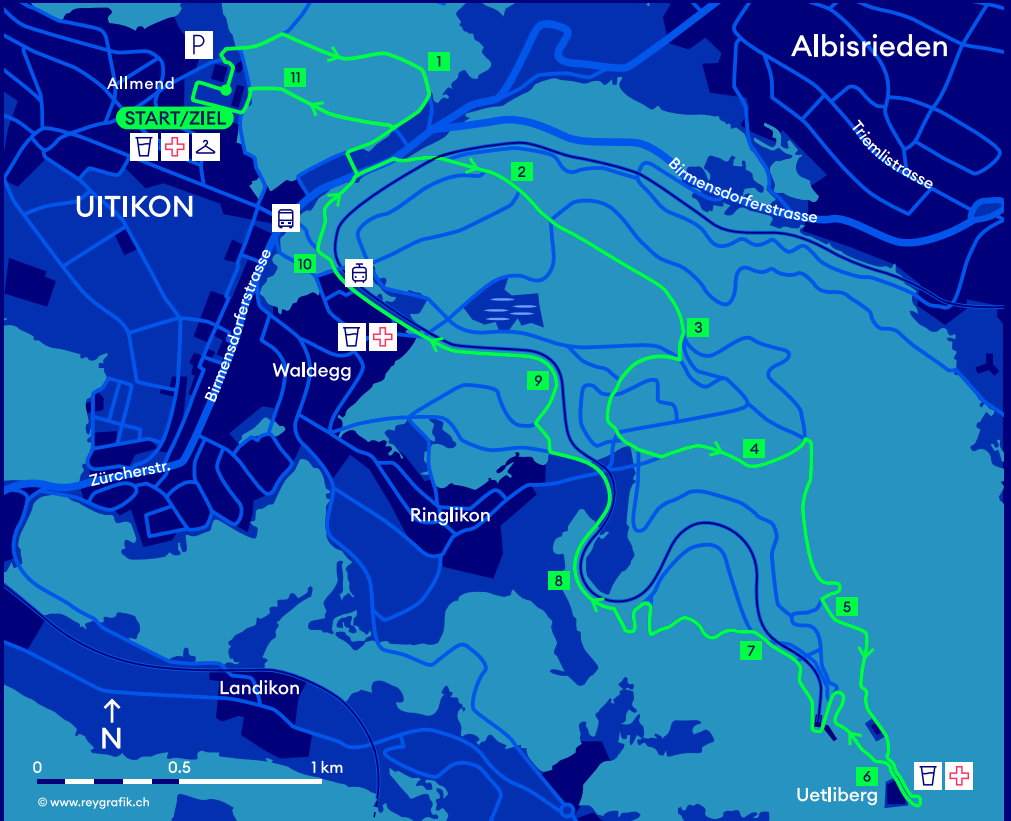 P
Allmend
START/ZIEL
11
1
Albisrieden
Triemlistrasse
Birmensdorferstrasse
2
UITIKON
10
Birmensdorferstrasse
3
Waldegg
9
4
Zürcherstr.
Ringlikon
8
5
7
Landikon
N
6
Uetliberg
0 0.5 1 km
© www.reygrafik.ch